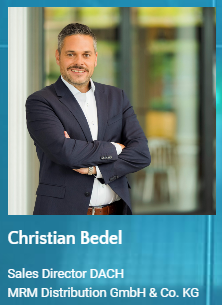 Christian Bedel
Sales Director DACH
MRM Distribution GmbH & Co. KG